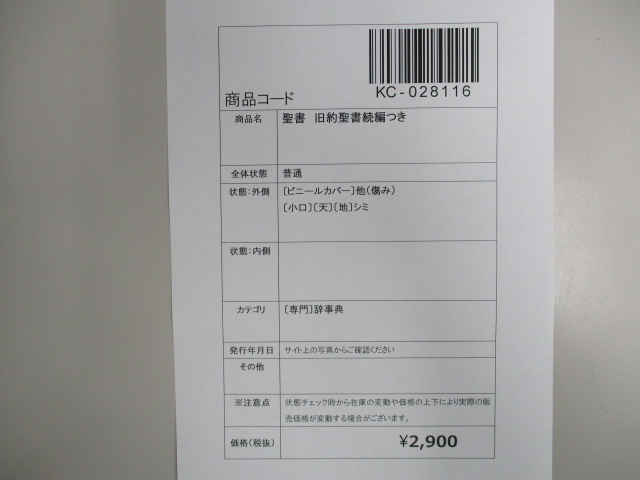 KC-028116
商品コード
商品名 聖書 旧約聖書続編つき
全体状態 普通
状態:外側 〔ビニールカバー〕他(傷み)
〔小口〕〔天〕〔地〕シミ
状態:内側
カテゴリ 〔専門〕辞事典
発行年月日 サイト上の写真からご確認ください
その他
※注意点 状態チェック時から在庫の変動や価格の上下により実際の販
売価格が変動する場合がございます。
価格(税抜) ¥2,900